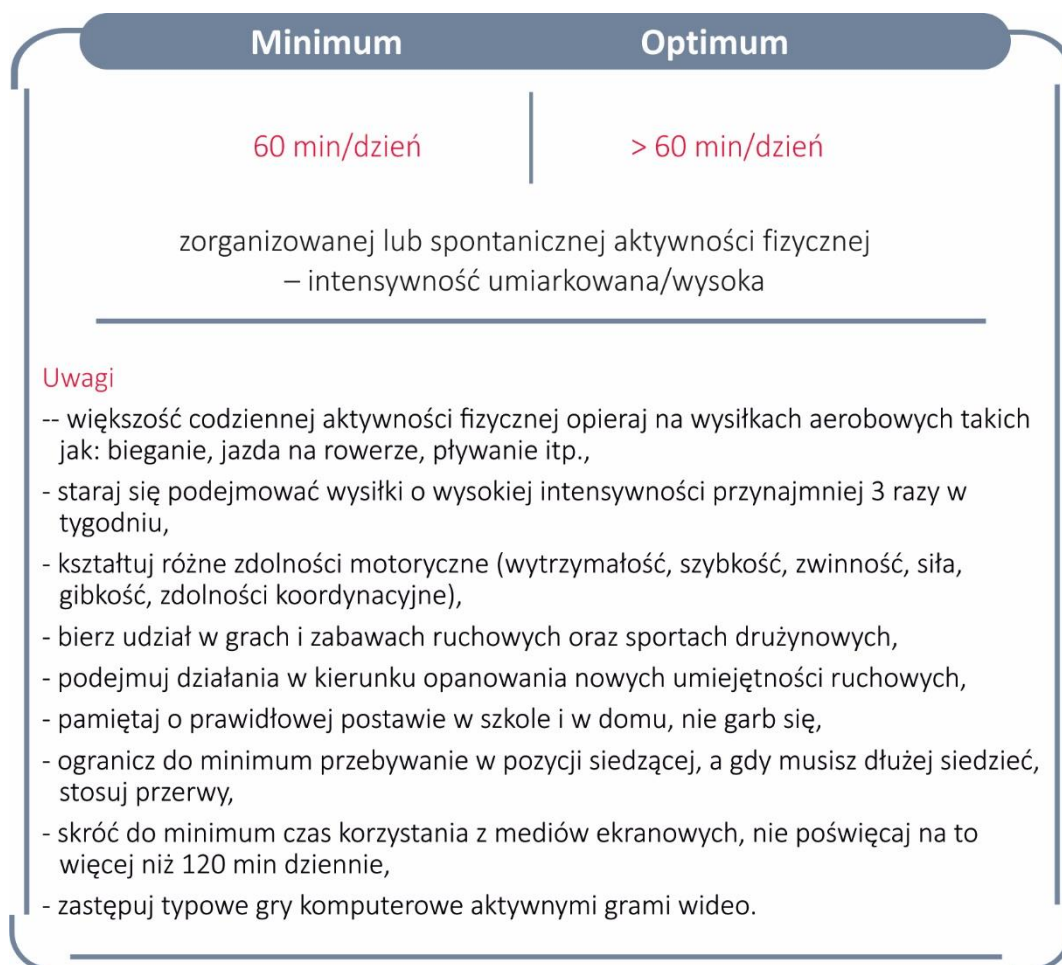 Minimum Optimum
60 min/dzień > 60 min/dzień
zorganizowanej lub spontanicznej aktywności fizycznej
– intensywność umiarkowana/wysoka
Uwagi
-- większość codziennej aktywności fizycznej opieraj na wysiłkach aerobowych takich
jak: bieganie, jazda na rowerze, pływanie itp.,
- staraj się podejmować wysiłki o wysokiej intensywności przynajmniej 3 razy w
tygodniu,
- kształtuj różne zdolności motoryczne (wytrzymałość, szybkość, zwinność, siła,
gibkość, zdolności koordynacyjne),
- bierz udział w grach i zabawach ruchowych oraz sportach drużynowych,
- podejmuj działania w kierunku opanowania nowych umiejętności ruchowych,
- pamiętaj o prawidłowej postawie w szkole i w domu, nie garb się,
- ogranicz do minimum przebywanie w pozycji siedzącej, a gdy musisz dłużej siedzieć,
stosuj przerwy,
- skróć do minimum czas korzystania z mediów ekranowych, nie poświęcaj na to
więcej niż 120 min dziennie,
- zastępuj typowe gry komputerowe aktywnymi grami wideo.